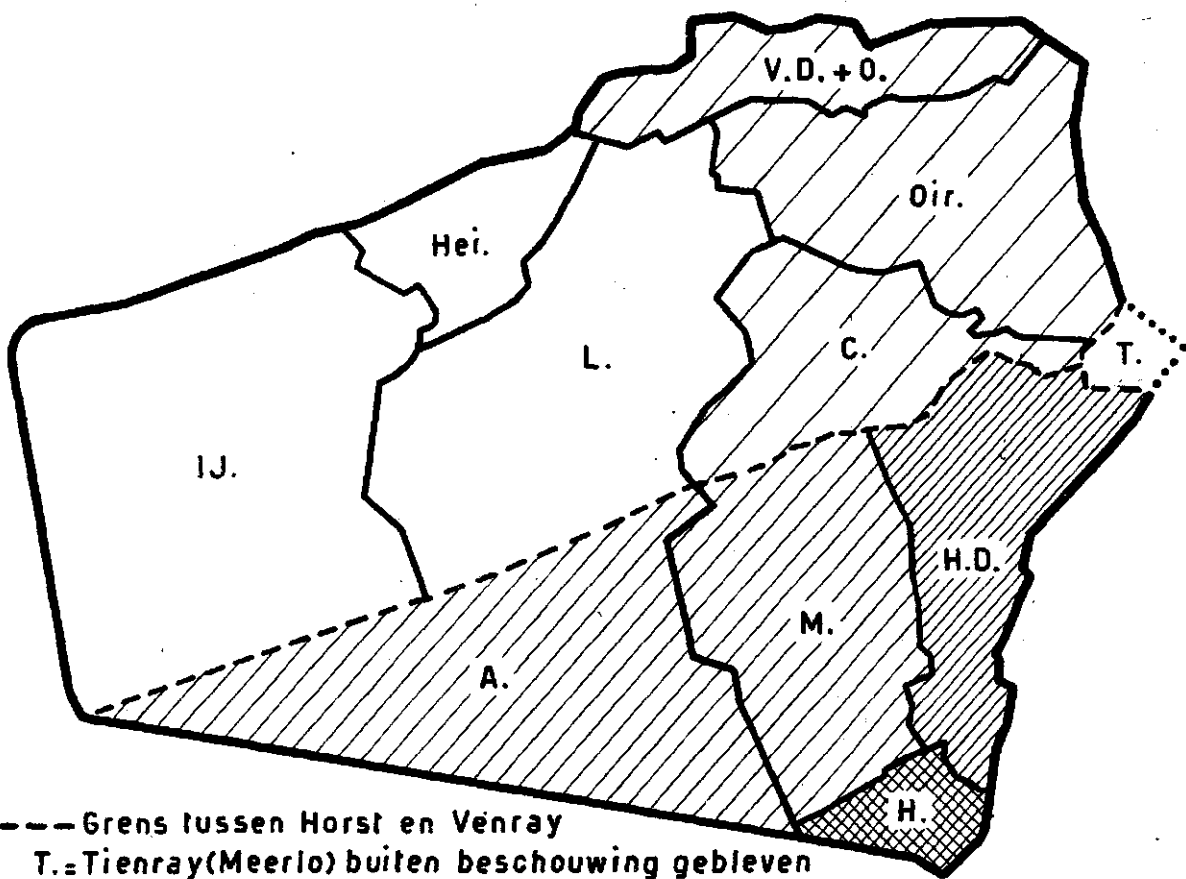 V.D.+O.
Oir.
Hei.
C.
T.
L.
IJ.
H.D.
M.
A.
H.
--- Grens tussen Horst en Venray
T.=Tienray(Meerlo) buiten beschouwing gebleven